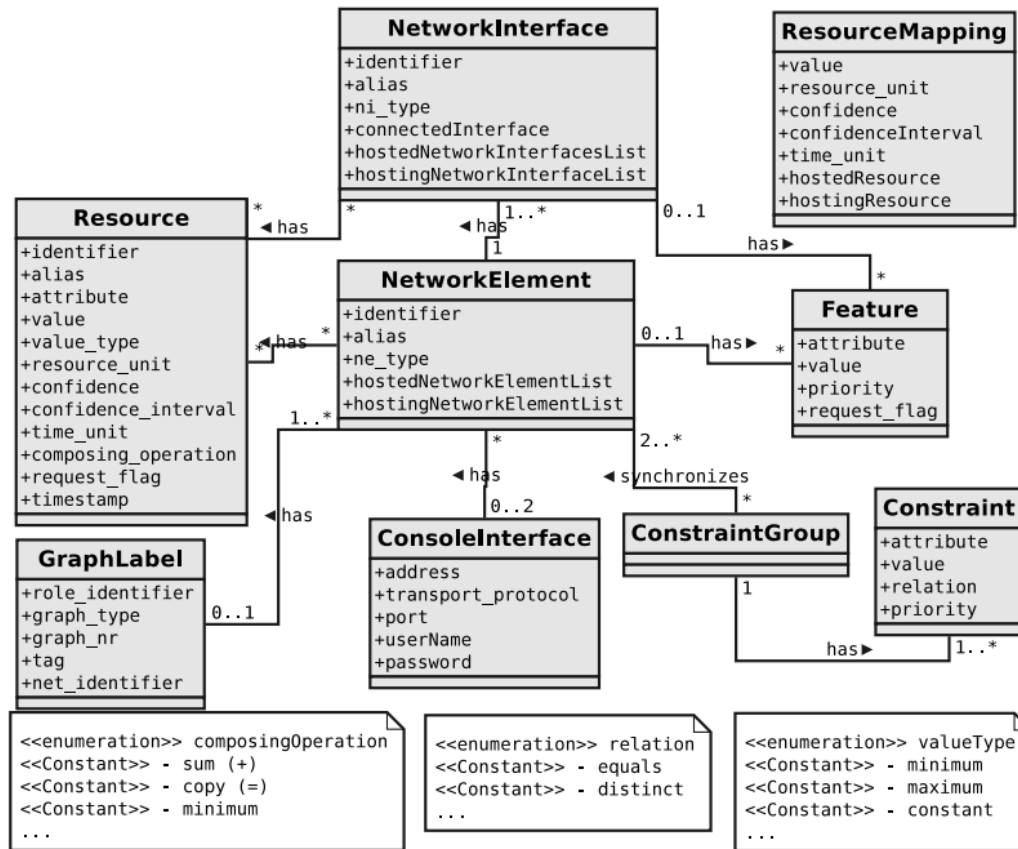 NetworkInterface
+identifier
+alias
+ni_type
+connectedInterface
+hostedNetworkInterfacesList
+hostingNetworkInterfaceList
ResourceMapping
+value
+resource_unit
+confidence
+confidenceInterval
+time_unit
+hostedResource
+hostingResource
Resource
+identifier
+alias
+attribute
+value
+value_type
+resource_unit
+confidence
+confidence_interval
+time_unit
+composing_operation
+request_flag
+timestamp
* ◄ has *
1..*
◄ has
1
0..1
has ►
*
NetworkElement
+identifier
+alias
+ne_type
+hostedNetworkElementList
+hostingNetworkElementList
* ◄ has *
0..1
has ► *
Feature
+attribute
+value
+priority
+request_flag
1..*
◄ has
0..1
*
◄ has
0..2
2..*
◄ synchronizes
*
GraphLabel
+role_identifier
+graph_type
+graph_nr
+tag
+net_identifier
ConsoleInterface
+address
+transport_protocol
+port
+userName
+password
ConstraintGroup
1
has ►
1..*
Constraint
+attribute
+value
+relation
+priority
<<enumeration>> composingOperation
<<Constant>> - sum (+)
<<Constant>> - copy (=)
<<Constant>> - minimum
...
<<enumeration>> relation
<<Constant>> - equals
<<Constant>> - distinct
...
<<enumeration>> valueType
<<Constant>> - minimum
<<Constant>> - maximum
<<Constant>> - constant
...